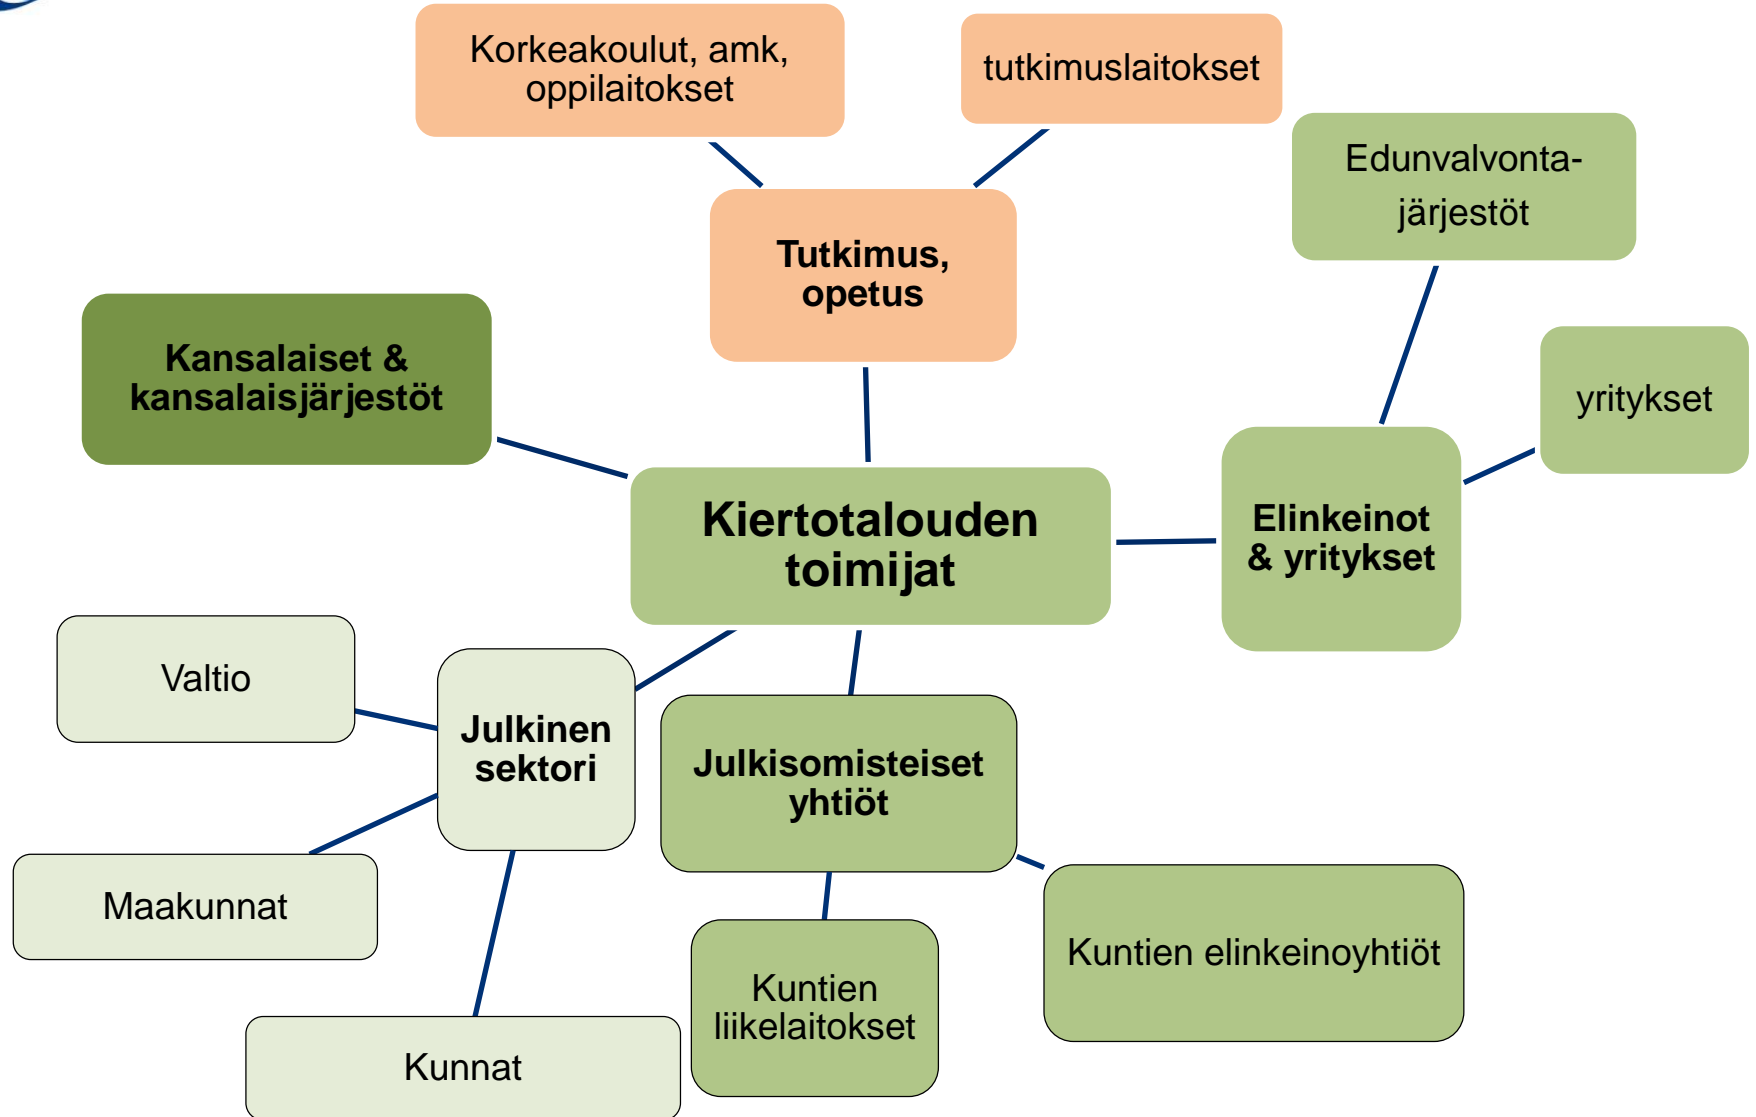 Korkeakoulut, amk,
oppilaitokset
tutkimuslaitokset
Edunvalvonta-
järjestöt
Tutkimus,
opetus
Kansalaiset &
kansalaisjärjestöt
yritykset
Kiertotalouden
toimijat
Elinkeinot
& yritykset
Valtio
Julkinen
sektori
Julkisomisteiset
yhtiöt
Maakunnat
Kuntien elinkeinoyhtiöt
Kuntien
liikelaitokset
Kunnat